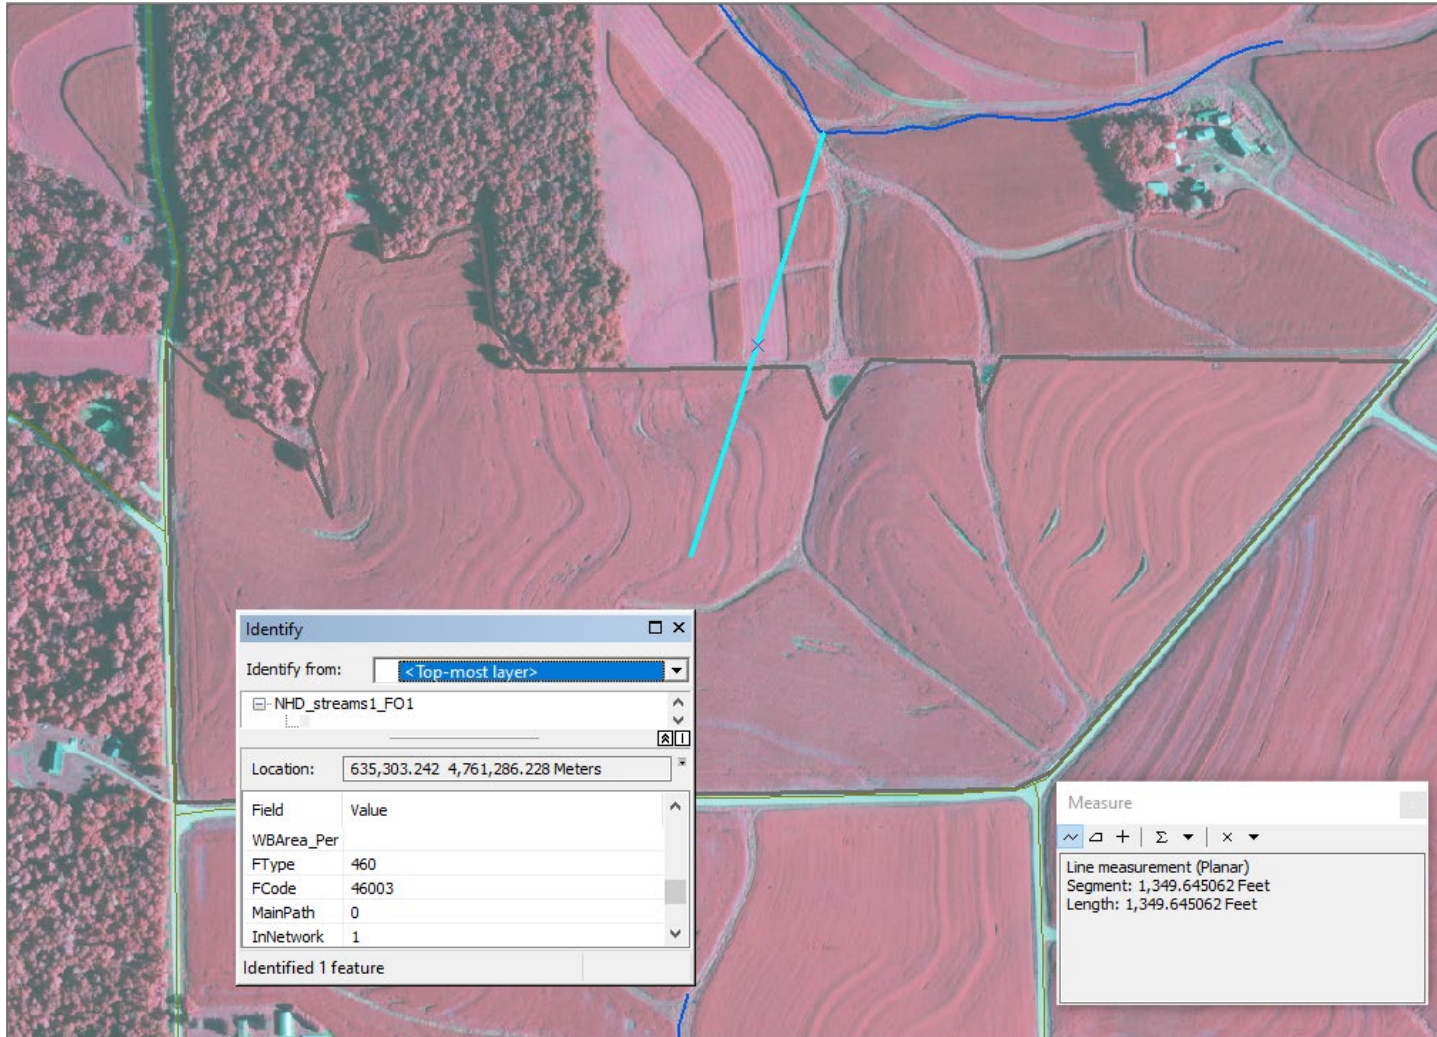 Identify
Identify from: <Top-most layer>
NHD_streams1_FO1
Location: 635,303.242 4,761,286.228 Meters
Field Value
WBArea_Per
FType 460
FCode 46003
MainPath 0
InNetwork 1
Identified 1 feature
Measure
Line measurement (Planar)
Segment: 1,349.645062 Feet
Length: 1,349.645062 Feet